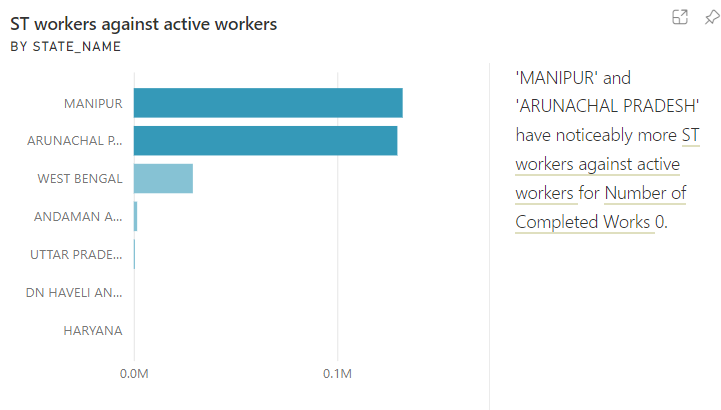 ST workers against active workers
BY STATE_NAME
MANIPUR
ARUNACHAL P...
WEST BENGAL
ANDAMAN A...
UTTAR PRADE...
DN HAVELI AN...
HARYANA
0.0M
0.1M
'MANIPUR' and
'ARUNACHAL PRADESH'
have noticeably more ST
workers against active
workers for Number of
Completed Works 0.